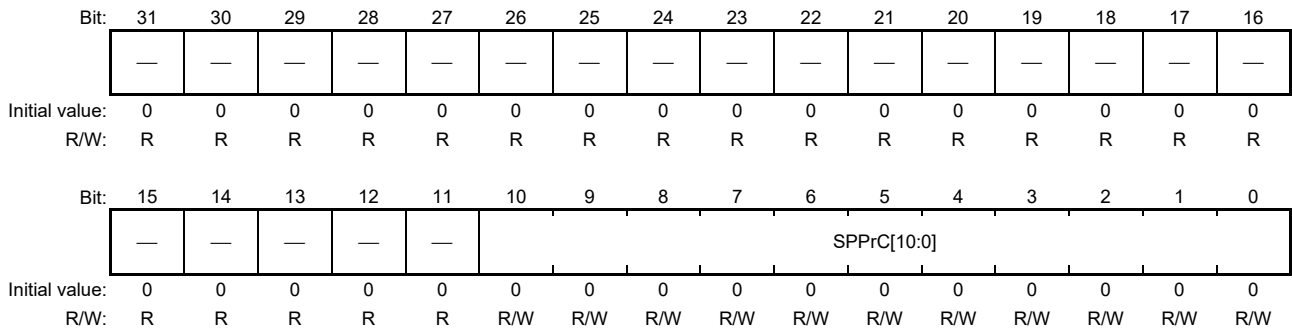 Bit: 31 30 29 28 27 26 25 24 23 22 21 20 19 18 17 16
— — — — — — — — — — — — — — — —
Initial value: 0 0 0 0 0 0 0 0 0 0 0 0 0 0 0 0
R/W: R R R R R R R R R R R R R R R R
Bit: 15 14 13 12 11 10 9 8 7 6 5 4 3 2 1 0
— — — — — SPPrC[10:0]
Initial value: 0 0 0 0 0 0 0 0 0 0 0 0 0 0 0 0
R/W: R R R R R R/W R/W R/W R/W R/W R/W R/W R/W R/W R/W R/W